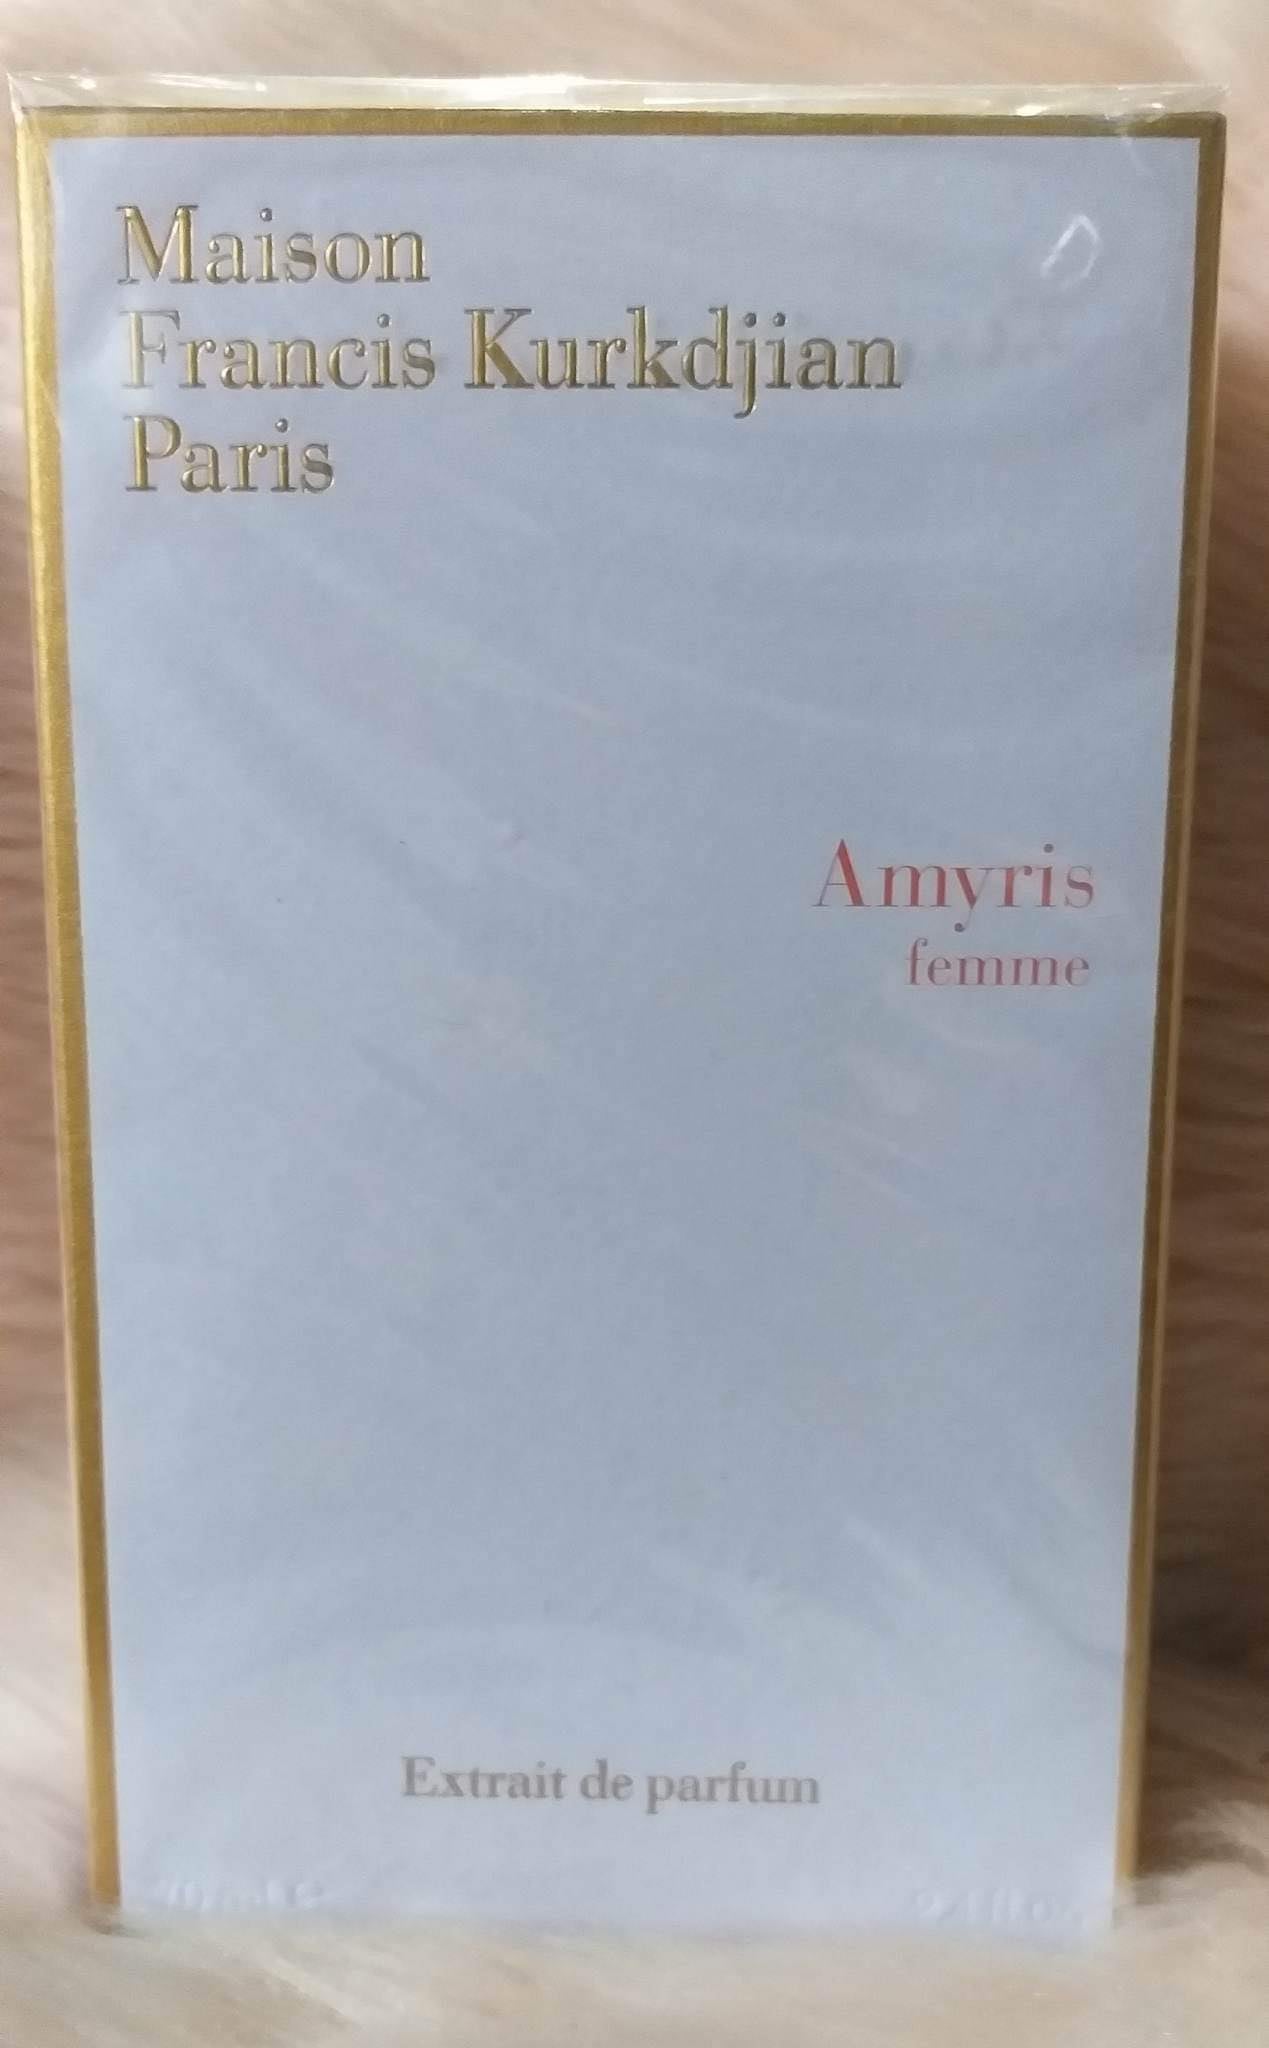 Maison
Francis Kurkdjian
Paris
Amyris
femme
Extrait de parfum